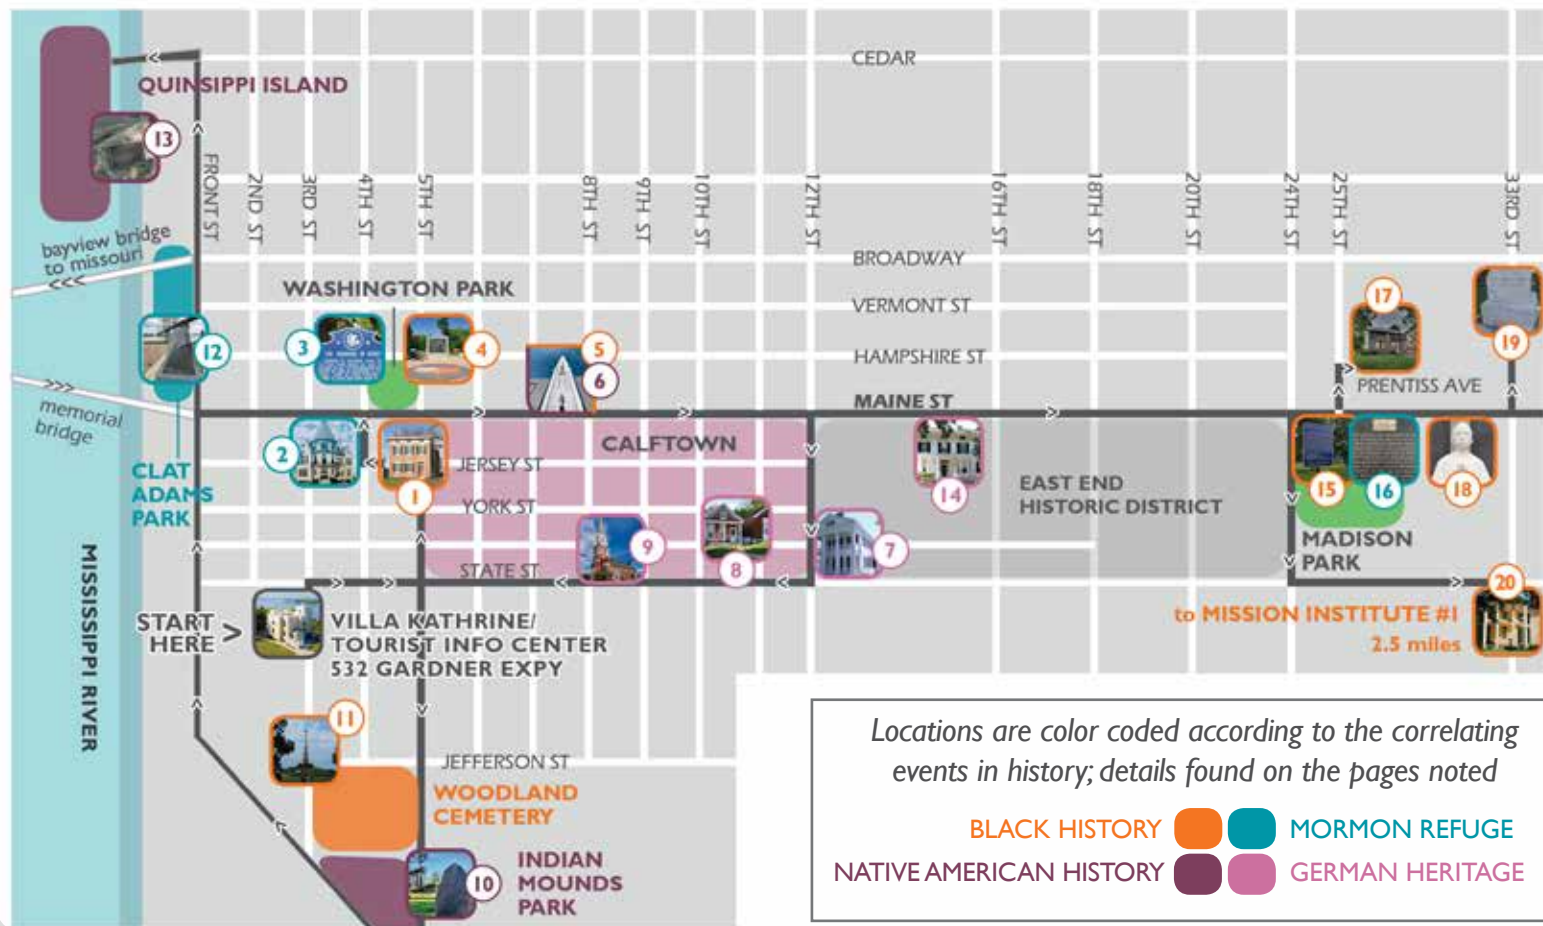 CEDAR
QUINSIPPI ISLAND
13
FRONT ST
2ND ST
3RD ST
4TH ST
5TH ST
8TH ST
9TH ST
10TH ST
12TH ST
16TH ST
18TH ST
20TH ST
24TH ST
25TH ST
33RD ST
bayview bridge
to missouri
<<<
BROADWAY
WASHINGTON PARK
VERMONT ST
17
3
4
5
6
12
HAMPSHIRE ST
19
PRENTISS AVE
>>>
memorial
bridge
MAINE ST
2
1
CALFTOWN
JERSEY ST
CLAT
ADAMS
PARK
YORK ST
14
EAST END
HISTORIC DISTRICT
15
16
18
9
8
7
MADISON
PARK
STATE ST
MISSISSIPPI RIVER
START
HERE >
VILLA KATHRINE/
TOURIST INFO CENTER
532 GARDNER EXPY
20
to MISSION INSTITUTE #1
2.5 miles
11
JEFFERSON ST
WOODLAND
CEMETERY
10
INDIAN
MOUNDS
PARK
Locations are color coded according to the correlating
events in history; details found on the pages noted
BLACK HISTORY
MORMON REFUGE
NATIVE AMERICAN HISTORY
GERMAN HERITAGE